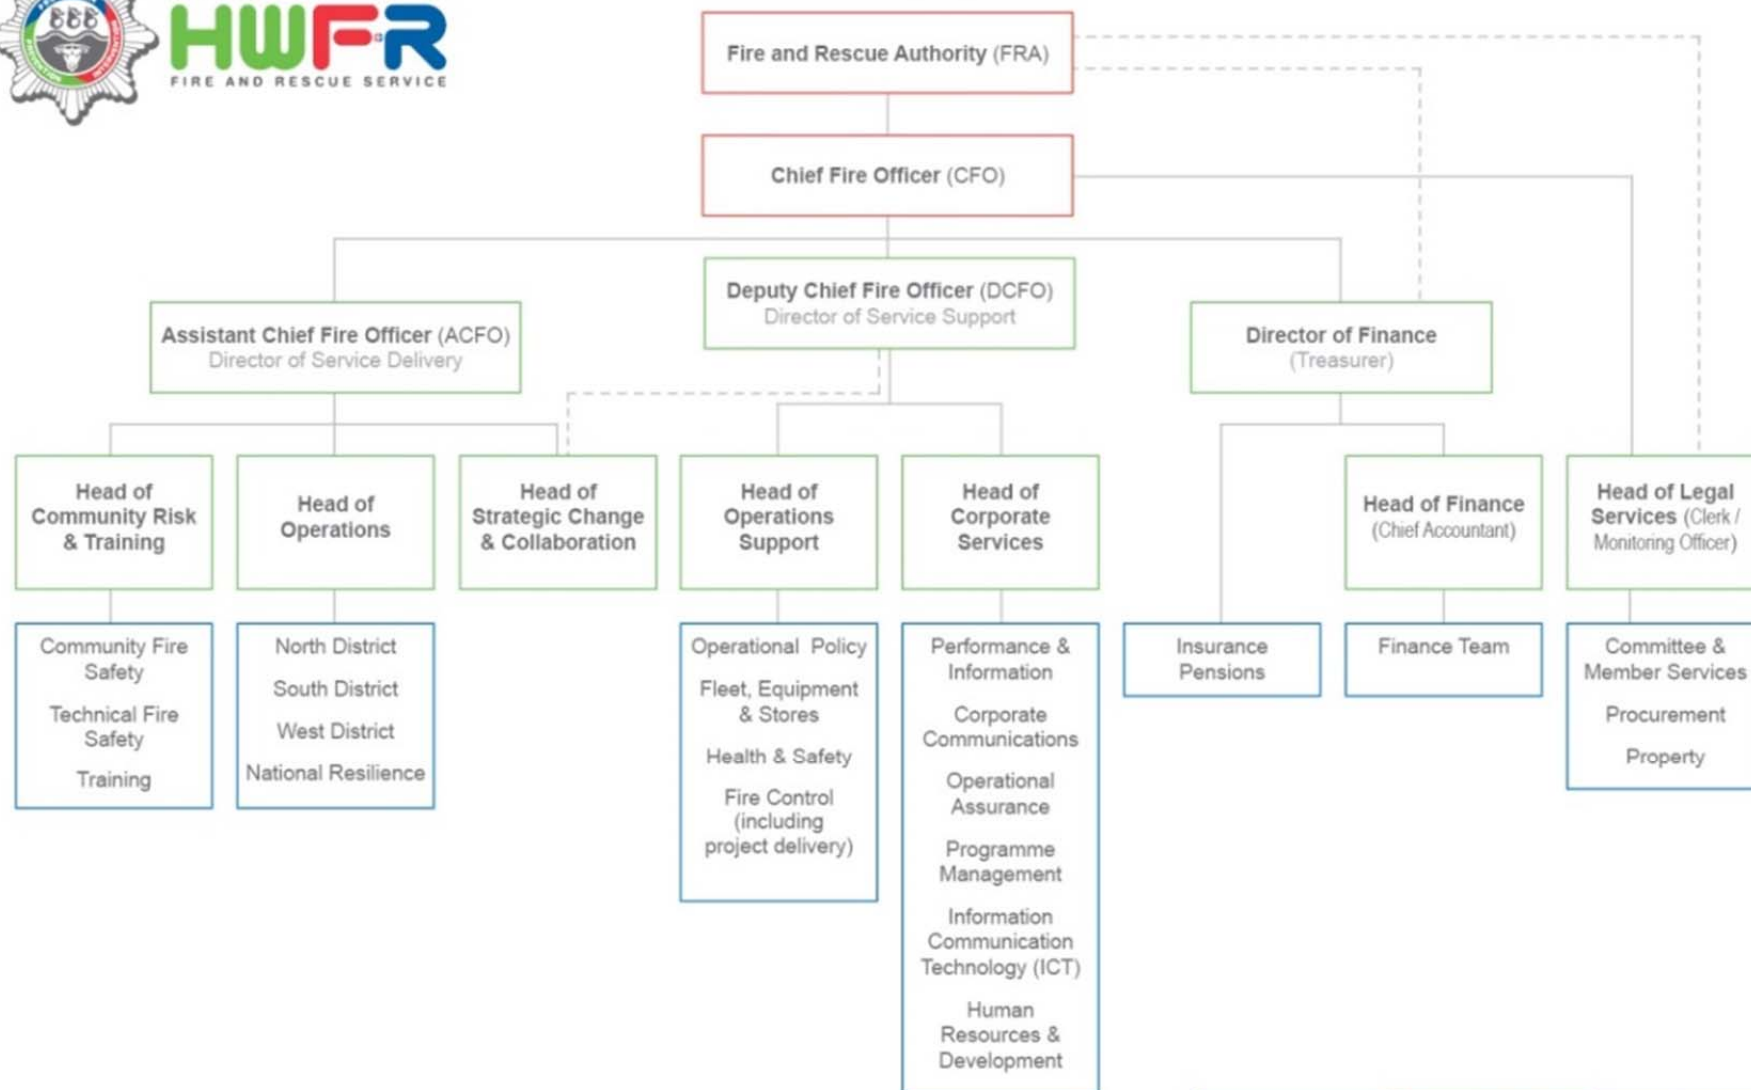 HWFR
FIRE AND RESCUE SERVICE
Fire and Rescue Authority (FRA)
Chief Fire Officer (CFO)
Deputy Chief Fire Officer (DCFO)
Director of Service Support
Assistant Chief Fire Officer (ACFO)
Director of Service Delivery
Director of Finance
(Treasurer)
Head of
Community Risk
& Training
Head of
Operations
Head of
Strategic Change
& Collaboration
Head of
Operations
Support
Head of
Corporate
Services
Head of Finance
(Chief Accountant)
Head of Legal
Services (Clerk /
Monitoring Officer)
Community Fire
Safety
Technical Fire
Safety
Training
North District
South District
West District
National Resilience
Operational Policy
Fleet, Equipment
& Stores
Health & Safety
Fire Control
(including
project delivery)
Performance &
Information
Corporate
Communications
Operational
Assurance
Programme
Management
Information
Communication
Technology (ICT)
Human
Resources &
Development
Insurance
Pensions
Finance Team
Committee &
Member Services
Procurement
Property